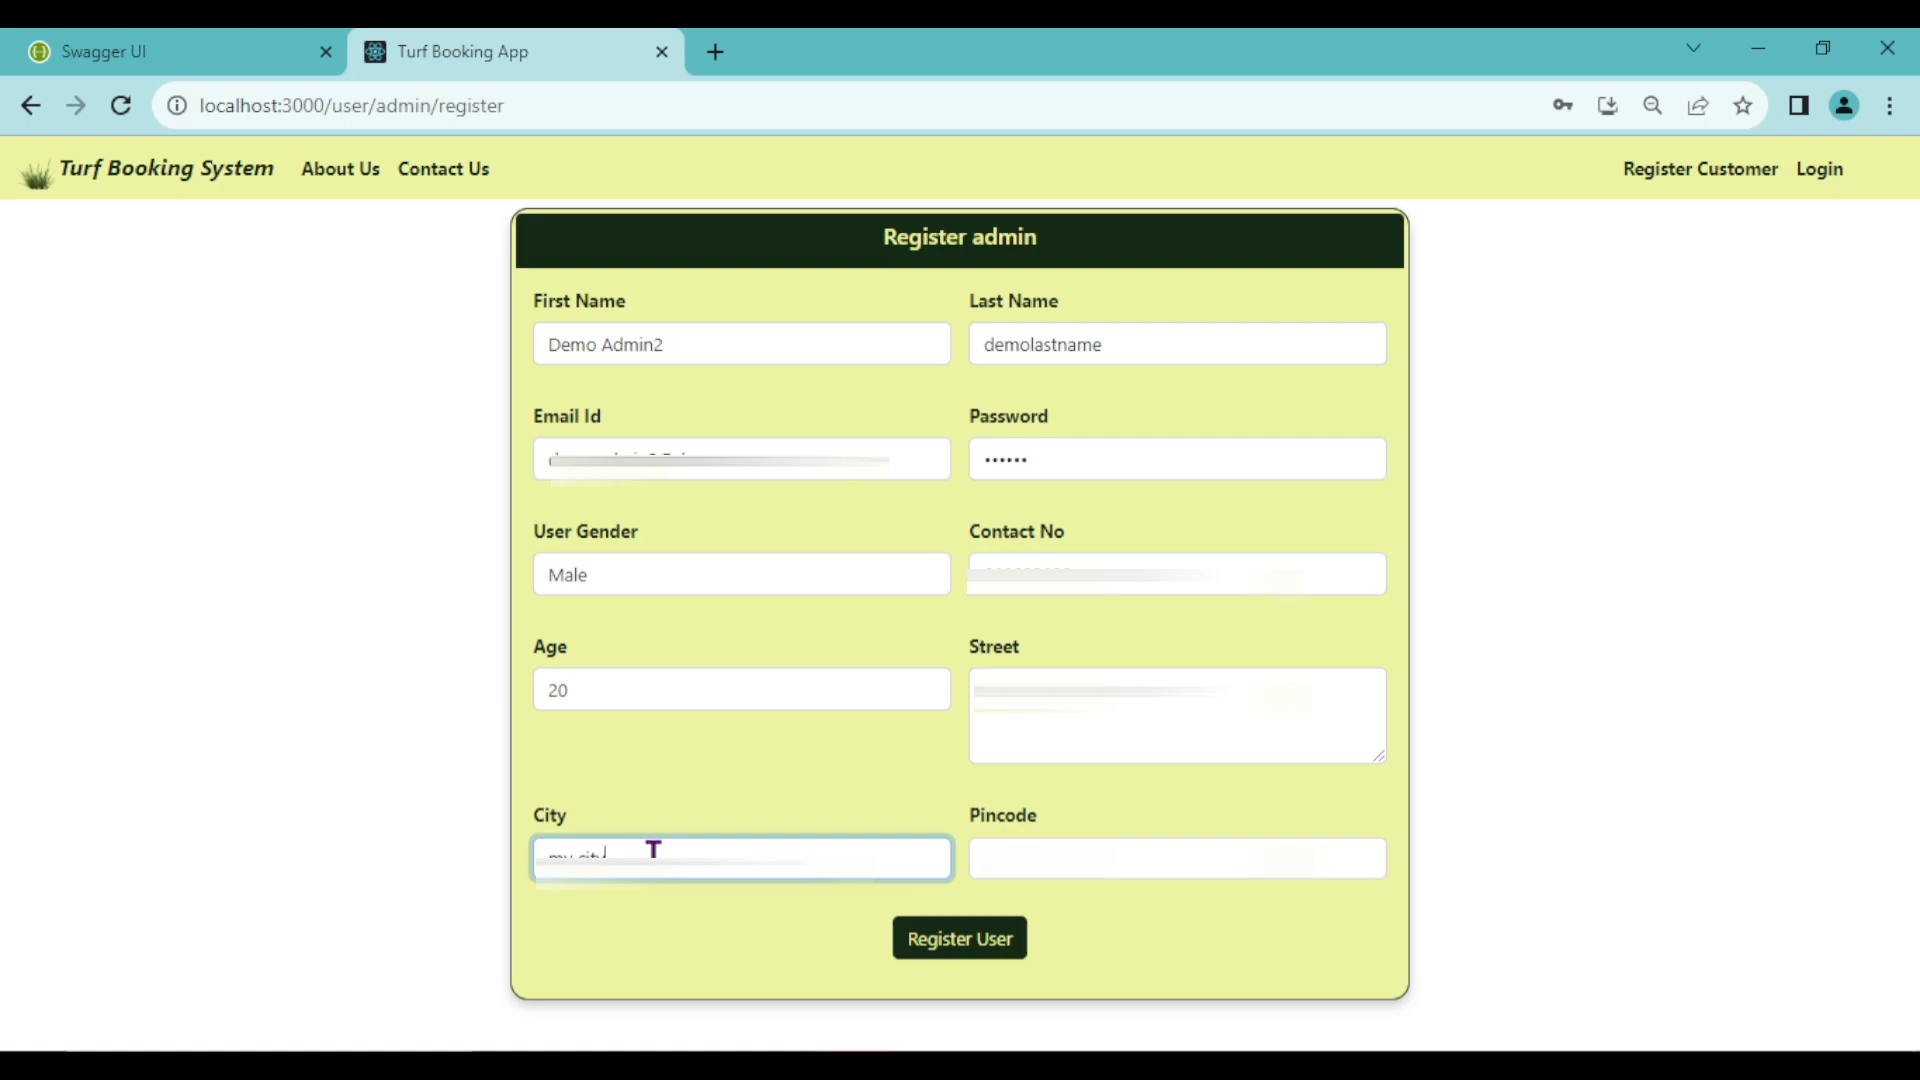 Swagger UI
Turf Booking App
localhost:3000/user/admin/register
Turf Booking System About Us Contact Us Register Customer Login
Register admin
First Name Last Name
Demo Admin2 demolastname
Email Id Password
••••••
User Gender Contact No
Male
Age Street
20
City Pincode
my city
Register User